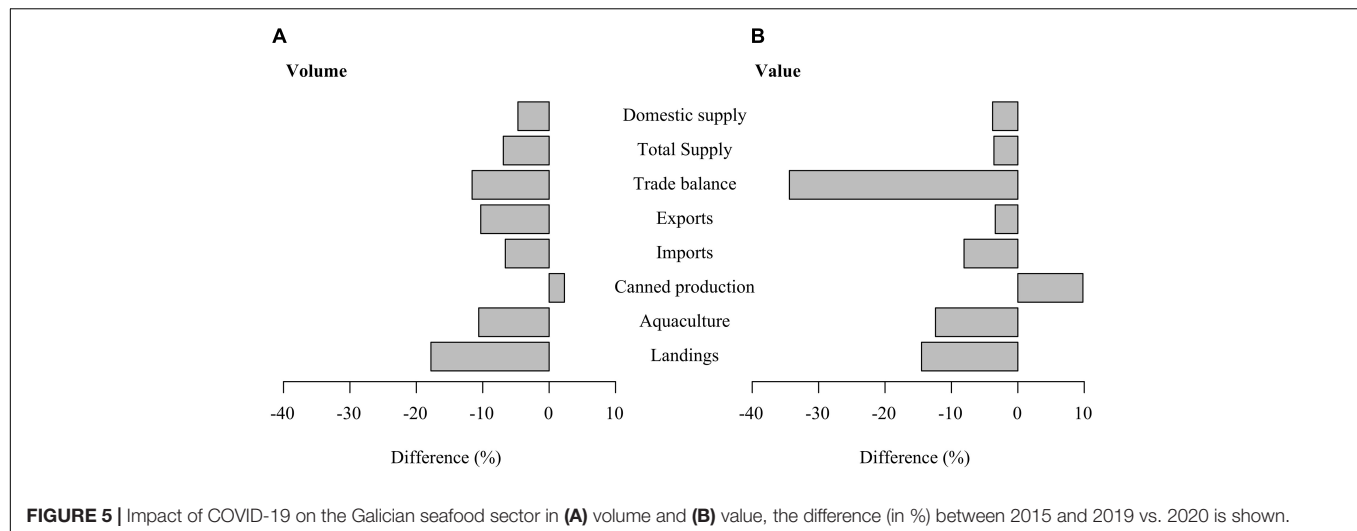 A
B
Volume
Value
Domestic supply
Total Supply
Trade balance
Exports
Imports
Canned production
Aquaculture
Landings
-40 -30 -20 -10 0 10
-40 -30 -20 -10 0 10
Difference (%)
Difference (%)
FIGURE 5 | Impact of COVID-19 on the Galician seafood sector in (A) volume and (B) value, the difference (in %) between 2015 and 2019 vs. 2020 is shown.